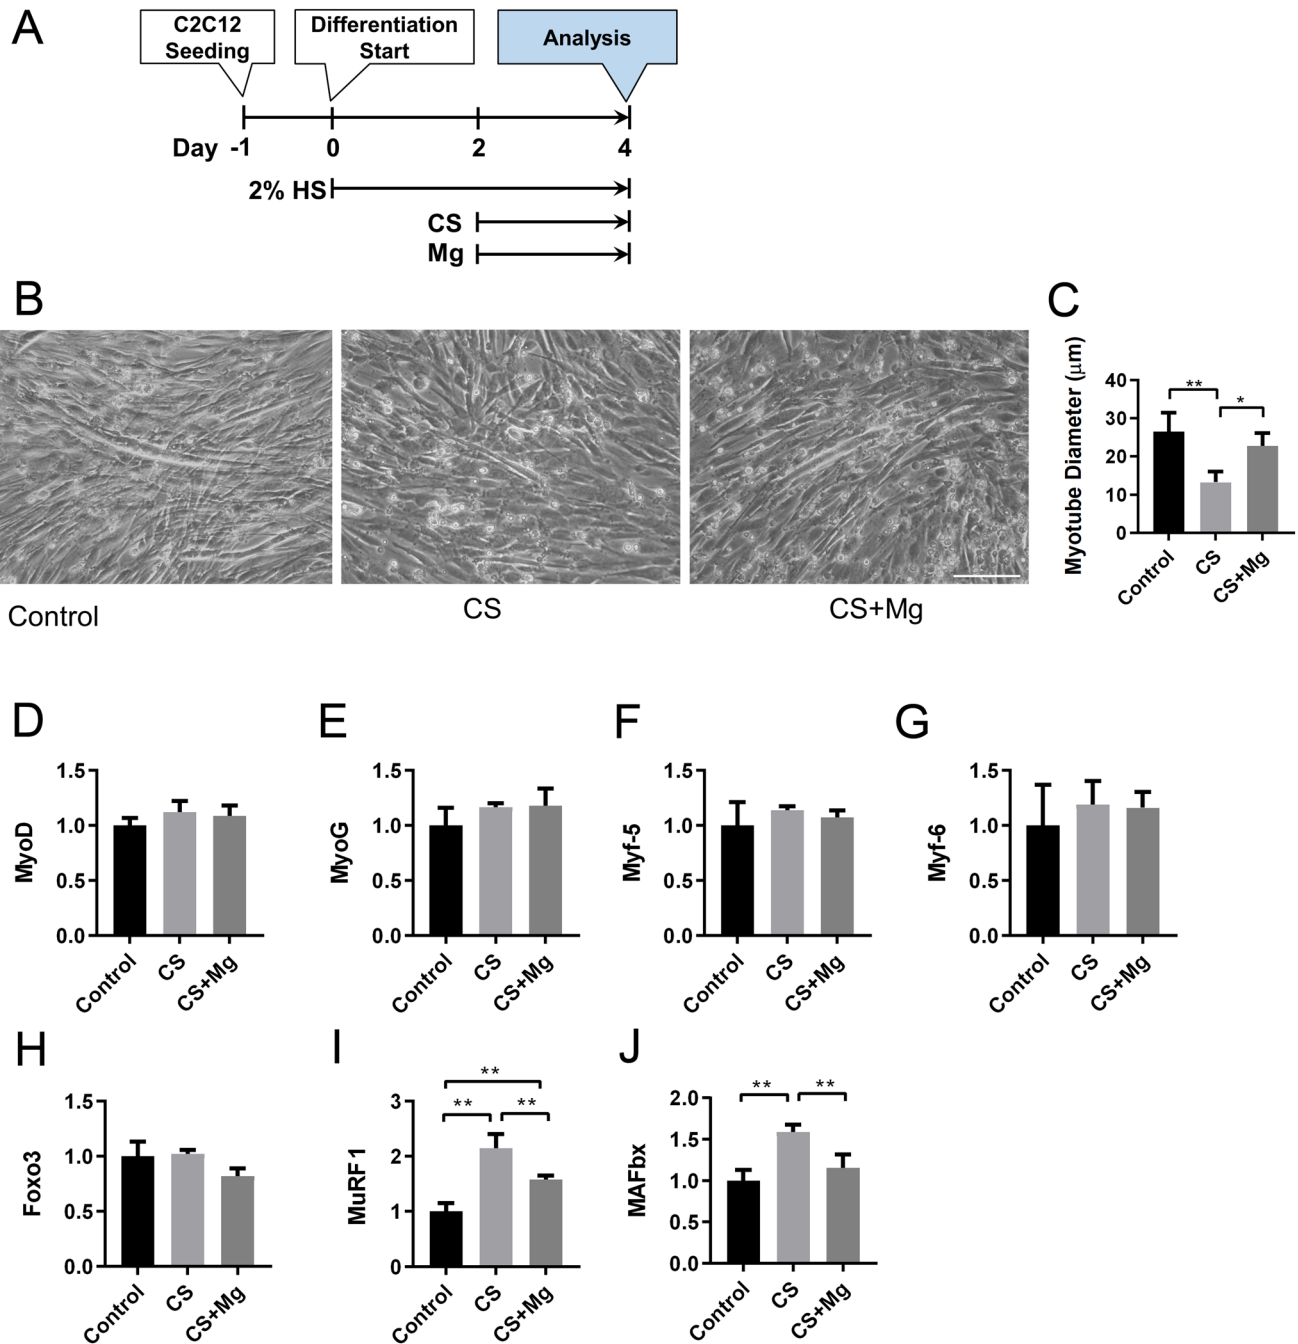 A
C2C12
Seeding
Differentiation
Start
Analysis
Day -1 0 2 4
2% HS
CS
Mg
B
Control
CS
CS+Mg
C
Myotube Diameter (μm)
40
30
20
10
0
**
*
Control
CS
CS+Mg
D
MyoD
1.5
1.0
0.5
0.0
Control
CS
CS+Mg
E
MyoG
1.5
1.0
0.5
0.0
Control
CS
CS+Mg
F
Myf-5
1.5
1.0
0.5
0.0
Control
CS
CS+Mg
G
Myf-6
1.5
1.0
0.5
0.0
Control
CS
CS+Mg
H
Foxo3
1.5
1.0
0.5
0.0
Control
CS
CS+Mg
I
MuRF1
3
2
1
0
**
**
**
Control
CS
CS+Mg
J
MAFbx
2.0
1.5
1.0
0.5
0.0
**
**
Control
CS
CS+Mg